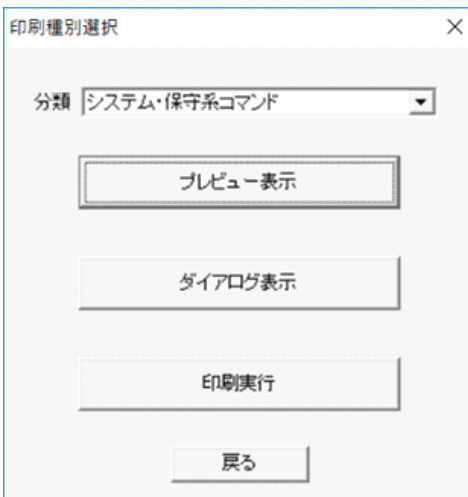 印刷種別選択
分類 システム・保守系コマンド
プレビュー表示
ダイアログ表示
印刷実行
戻る